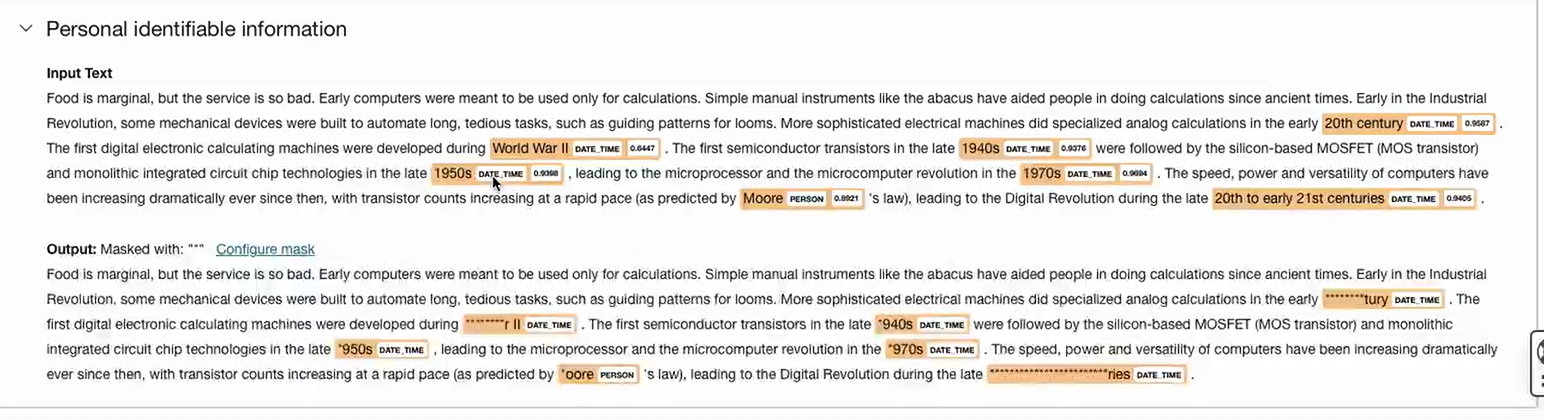 Personal identifiable information
Input Text
Food is marginal, but the service is so bad. Early computers were meant to be used only for calculations. Simple manual instruments like the abacus have aided people in doing calculations since ancient times. Early in the Industrial
Revolution, some mechanical devices were built to automate long, tedious tasks, such as guiding patterns for looms. More sophisticated electrical machines did specialized analog calculations in the early 20th century DATE_TIME 0.9587 .
The first digital electronic calculating machines were developed during World War II DATE_TIME 0.6447 . The first semiconductor transistors in the late 1940s DATE_TIME 0.9376 were followed by the silicon-based MOSFET (MOS transistor)
and monolithic integrated circuit chip technologies in the late 1950s DATE_TIME 0.9398 , leading to the microprocessor and the microcomputer revolution in the 1970s DATE_TIME 0.9694 . The speed, power and versatility of computers have
been increasing dramatically ever since then, with transistor counts increasing at a rapid pace (as predicted by Moore PERSON 0.8921 's law), leading to the Digital Revolution during the late 20th to early 21st centuries DATE_TIME 0.9405 .
Output: Masked with: "*" Configure mask
Food is marginal, but the service is so bad. Early computers were meant to be used only for calculations. Simple manual instruments like the abacus have aided people in doing calculations since ancient times. Early in the Industrial
Revolution, some mechanical devices were built to automate long, tedious tasks, such as guiding patterns for looms. More sophisticated electrical machines did specialized analog calculations in the early ********tury DATE_TIME . The
first digital electronic calculating machines were developed during ********r II DATE_TIME . The first semiconductor transistors in the late *940s DATE_TIME were followed by the silicon-based MOSFET (MOS transistor) and monolithic
integrated circuit chip technologies in the late *950s DATE_TIME , leading to the microprocessor and the microcomputer revolution in the *970s DATE_TIME . The speed, power and versatility of computers have been increasing dramatically
ever since then, with transistor counts increasing at a rapid pace (as predicted by *oore PERSON 's law), leading to the Digital Revolution during the late ************************ries DATE_TIME .